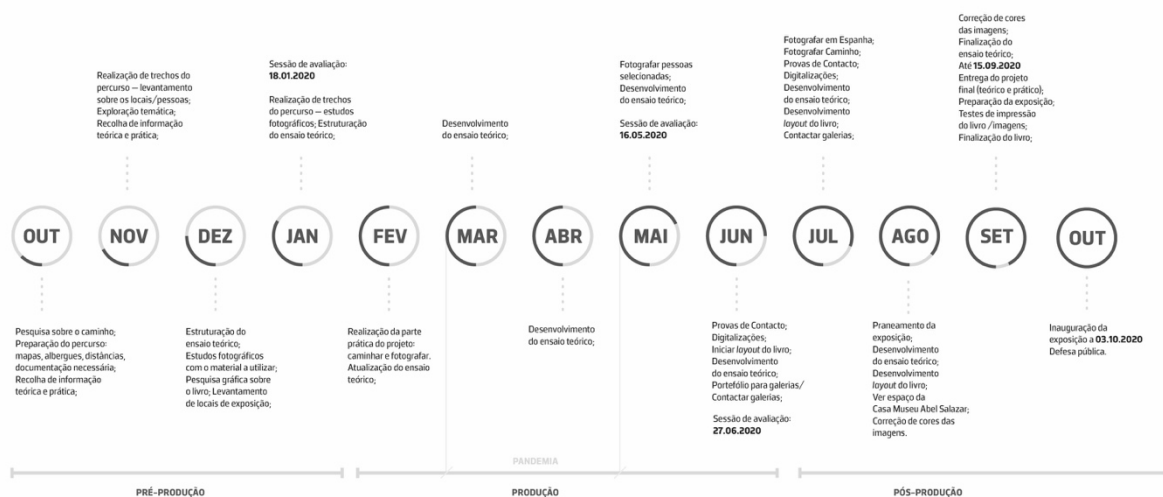 Realização de trechos do
percurso — levantamento
sobre os locais/pessoas;
Exploração temática;
Recolha de informação
teórica e prática;
Sessão de avaliação:
18.01.2020
Realização de trechos
do percurso — estudos
fotográficos; Estruturação
do ensaio teórico;
Desenvolvimento
do ensaio teórico;
Fotografar pessoas
selecionadas;
Desenvolvimento
do ensaio teórico;
Sessão de avaliação:
16.05.2020
Fotografar em Espanha;
Fotografar Caminho;
Provas de Contacto;
Digitalizações;
Desenvolvimento
do ensaio teórico;
Desenvolvimento
layout do livro;
Contactar galerias;
Correção de cores
das imagens;
Finalização do
ensaio teórico;
Até 15.09.2020
Entrega do projeto
final (teórico e prático);
Preparação da exposição;
Testes de impressão
do livro /imagens;
Finalização do livro;
OUT
NOV
DEZ
JAN
FEV
MAR
ABR
MAI
JUN
JUL
AGO
SET
OUT
Pesquisa sobre o caminho;
Preparação do percurso:
mapas, albergues, distâncias,
documentação necessária;
Recolha de informação
teórica e prática;
Estruturação do
ensaio teórico;
Estudos fotográficos
com o material a utilizar;
Pesquisa gráfica sobre
o livro; Levantamento
de locais de exposição;
Realização da parte
prática do projeto:
caminhar e fotografar.
Atualização do ensaio
teórico;
Desenvolvimento
do ensaio teórico;
Provas de Contacto;
Digitalizações;
Iniciar layout do livro;
Desenvolvimento
do ensaio teórico;
Portefólio para galerias/
Contactar galerias;
Sessão de avaliação:
27.06.2020
Praneamento da
exposição;
Desenvolvimento
do ensaio teórico;
Desenvolvimento
layout do livro;
Ver espaço da
Casa Museu Abel Salazar;
Correção de cores das
imagens.
Inauguração da
exposição a 03.10.2020
Defesa pública.
PANDEMIA
PRÉ-PRODUÇÃO
PRODUÇÃO
PÓS-PRODUÇÃO